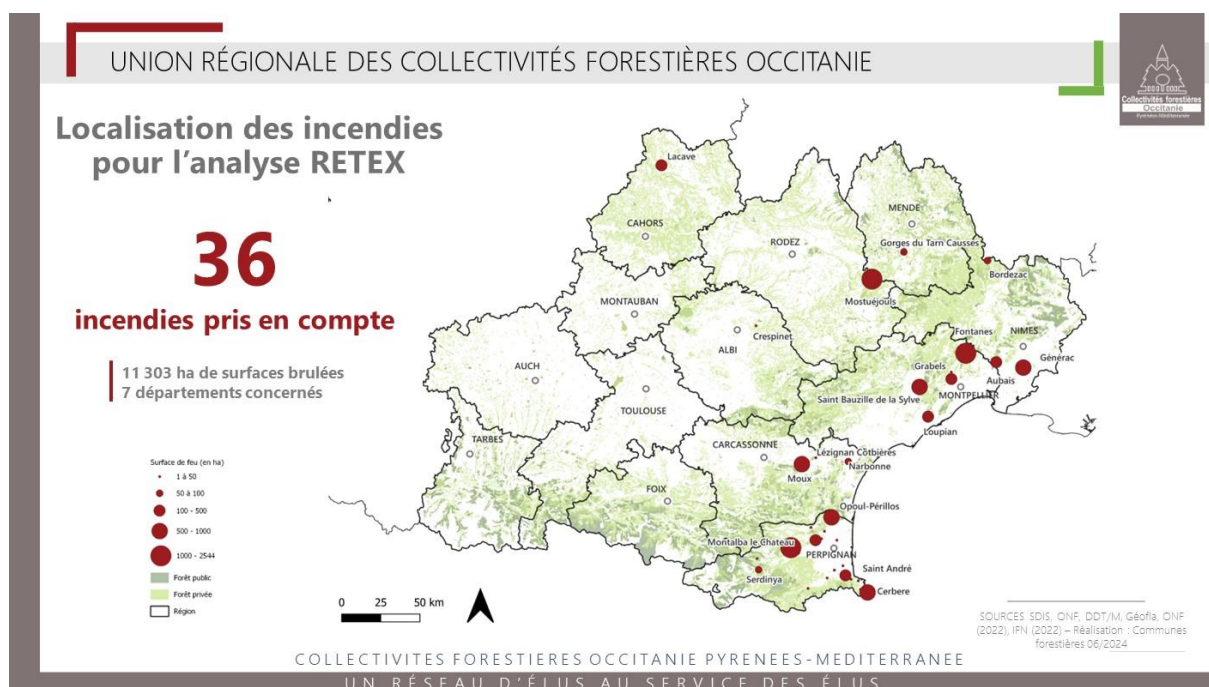 UNION RÉGIONALE DES COLLECTIVITÉS FORESTIÈRES OCCITANIE
Collectivités forestières
Occitanie
Pyrénées-Méditerranée
Localisation des incendies
pour l'analyse RETEX
36
incendies pris en compte
11 303 ha de surfaces brulées
7 départements concernés
Surface de feu (en ha)
1 à 50
50 à 100
100 - 500
500 - 1000
1000 - 2544
Forêt public
Forêt privée
Région
Lacave
CAHORS
MENDE
RODEZ
Gorges du Tarn Causses
Bordezac
Mostuéjouls
MONTAUBAN
Crespinet
ALBI
Fontanes
NIMES
Générac
Grabels
Aubais
AUCH
Saint Bauzille de la Sylve
MONTPELLIER
TOULOUSE
Loupian
TARBES
CARCASSONNE
Lézignan Cotbières
Narbonne
Moux
FOIX
Opoul-Périllos
Montalba le Chateau
PERPIGNAN
Serdinya
Saint André
Cerbere
0 25 50 km
SOURCES SDIS, ONF, DDT/M, Géofla, ONF
(2022), IFN (2022) – Réalisation : Communes
forestières 06/2024
COLLECTIVITES FORESTIERES OCCITANIE PYRENEES-MEDITERRANEE
UN RÉSEAU D'ÉLUS AU SERVICE DES ÉLUS